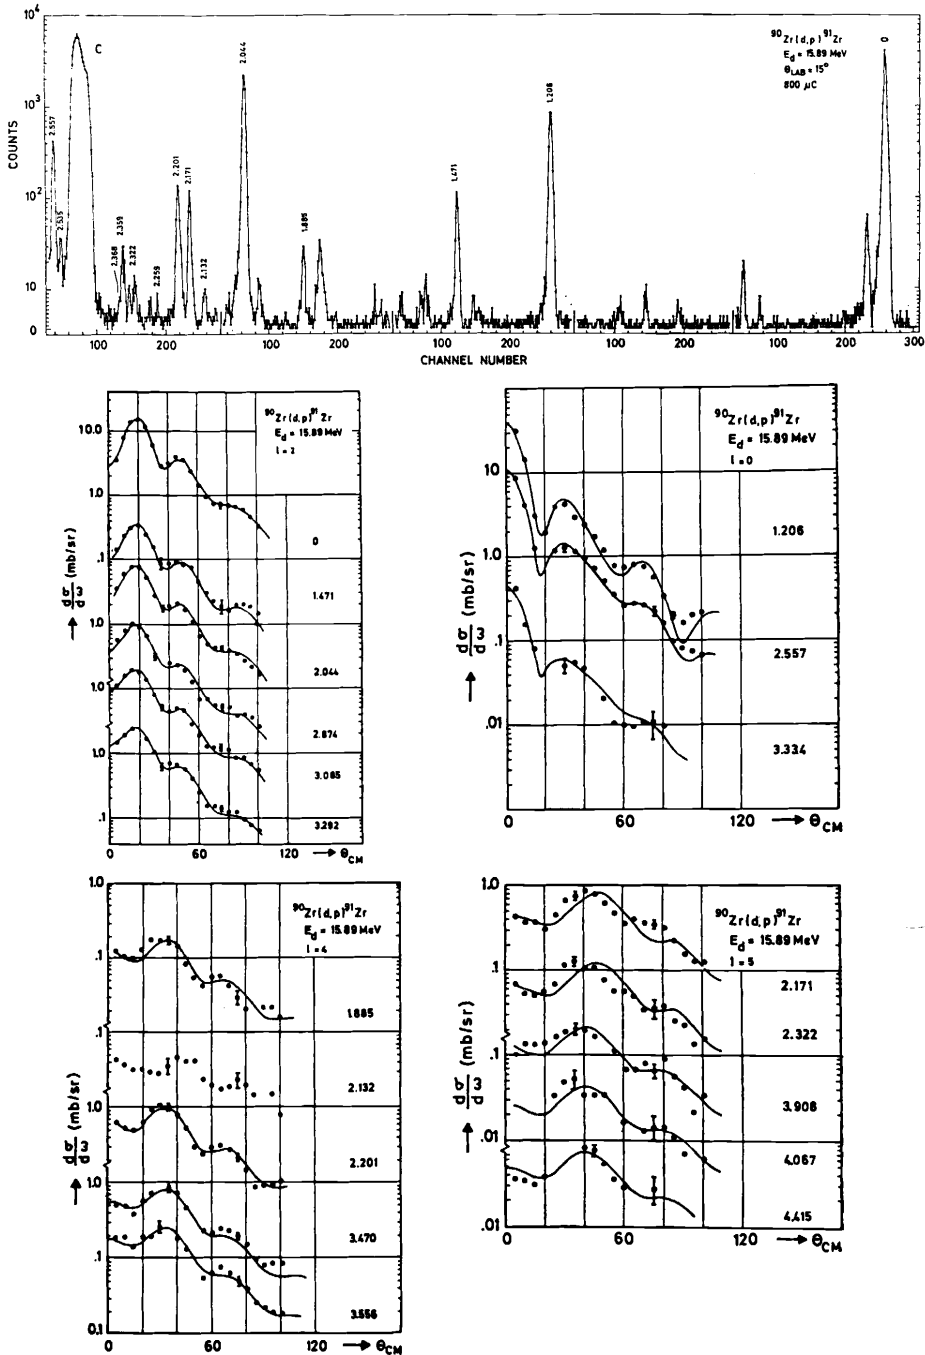 10⁴
10³
10²
10
0
COUNTS
C
2.557
2.535
2.368
2.359
2.322
2.259
2.201
2.171
2.132
2.044
1.885
1.471
1.206
0
⁹⁰Zr(d,p)⁹¹Zr
E_d = 15.89 MeV
θ_LAB = 15°
800 µC
100 200 100 200 100 200 100 200 100 200 300
CHANNEL NUMBER
⁹⁰Zr(d,p)⁹¹Zr
E_d = 15.89 MeV
l = 2
10.0
1.0
.1
1.0
1.0
1.0
.1
dσ/dω (mb/sr)
0
1.471
2.044
2.874
3.085
3.292
0 60 120 → θ_CM
⁹⁰Zr(d,p)⁹¹Zr
E_d = 15.89 MeV
l = 0
10
1.0
.1
.01
dσ/dω (mb/sr)
1.206
2.557
3.334
0 60 120 → θ_CM
⁹⁰Zr(d,p)⁹¹Zr
E_d = 15.89 MeV
l = 4
1.0
.1
.1
1.0
1.0
.1
0.1
dσ/dω (mb/sr)
1.885
2.132
2.201
3.470
3.556
0 60 120 → θ_CM
⁹⁰Zr(d,p)⁹¹Zr
E_d = 15.89 MeV
l = 5
1.0
.1
.1
.01
.01
dσ/dω (mb/sr)
2.171
2.322
3.908
4.067
4.415
0 60 120 → θ_CM